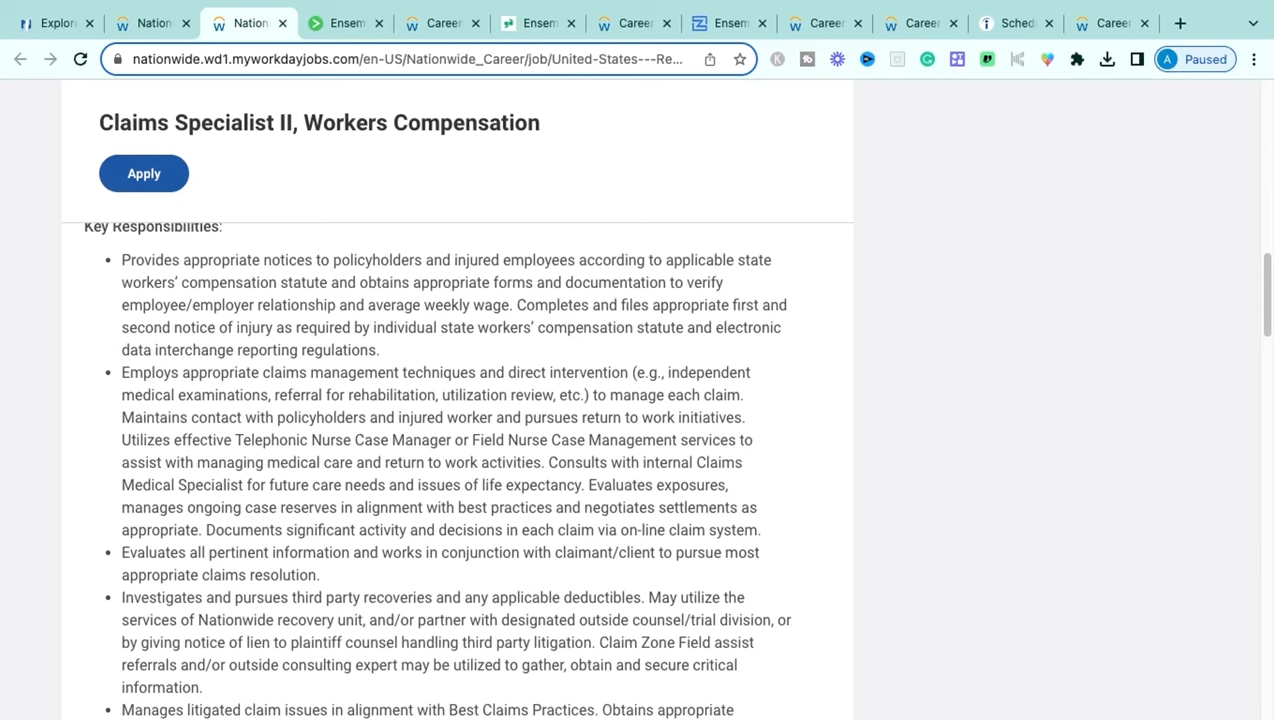 Explor
Nation
Nation
Ensem
Career
Ensem
Career
Ensem
Career
Career
Sched
Career
nationwide.wd1.myworkdayjobs.com/en-US/Nationwide_Career/job/United-States---Re...
A Paused
Claims Specialist II, Workers Compensation
Apply
Key Responsibilities:
• Provides appropriate notices to policyholders and injured employees according to applicable state
workers’ compensation statute and obtains appropriate forms and documentation to verify
employee/employer relationship and average weekly wage. Completes and files appropriate first and
second notice of injury as required by individual state workers’ compensation statute and electronic
data interchange reporting regulations.
• Employs appropriate claims management techniques and direct intervention (e.g., independent
medical examinations, referral for rehabilitation, utilization review, etc.) to manage each claim.
Maintains contact with policyholders and injured worker and pursues return to work initiatives.
Utilizes effective Telephonic Nurse Case Manager or Field Nurse Case Management services to
assist with managing medical care and return to work activities. Consults with internal Claims
Medical Specialist for future care needs and issues of life expectancy. Evaluates exposures,
manages ongoing case reserves in alignment with best practices and negotiates settlements as
appropriate. Documents significant activity and decisions in each claim via on-line claim system.
• Evaluates all pertinent information and works in conjunction with claimant/client to pursue most
appropriate claims resolution.
• Investigates and pursues third party recoveries and any applicable deductibles. May utilize the
services of Nationwide recovery unit, and/or partner with designated outside counsel/trial division, or
by giving notice of lien to plaintiff counsel handling third party litigation. Claim Zone Field assist
referrals and/or outside consulting expert may be utilized to gather, obtain and secure critical
information.
• Manages litigated claim issues in alignment with Best Claims Practices. Obtains appropriate